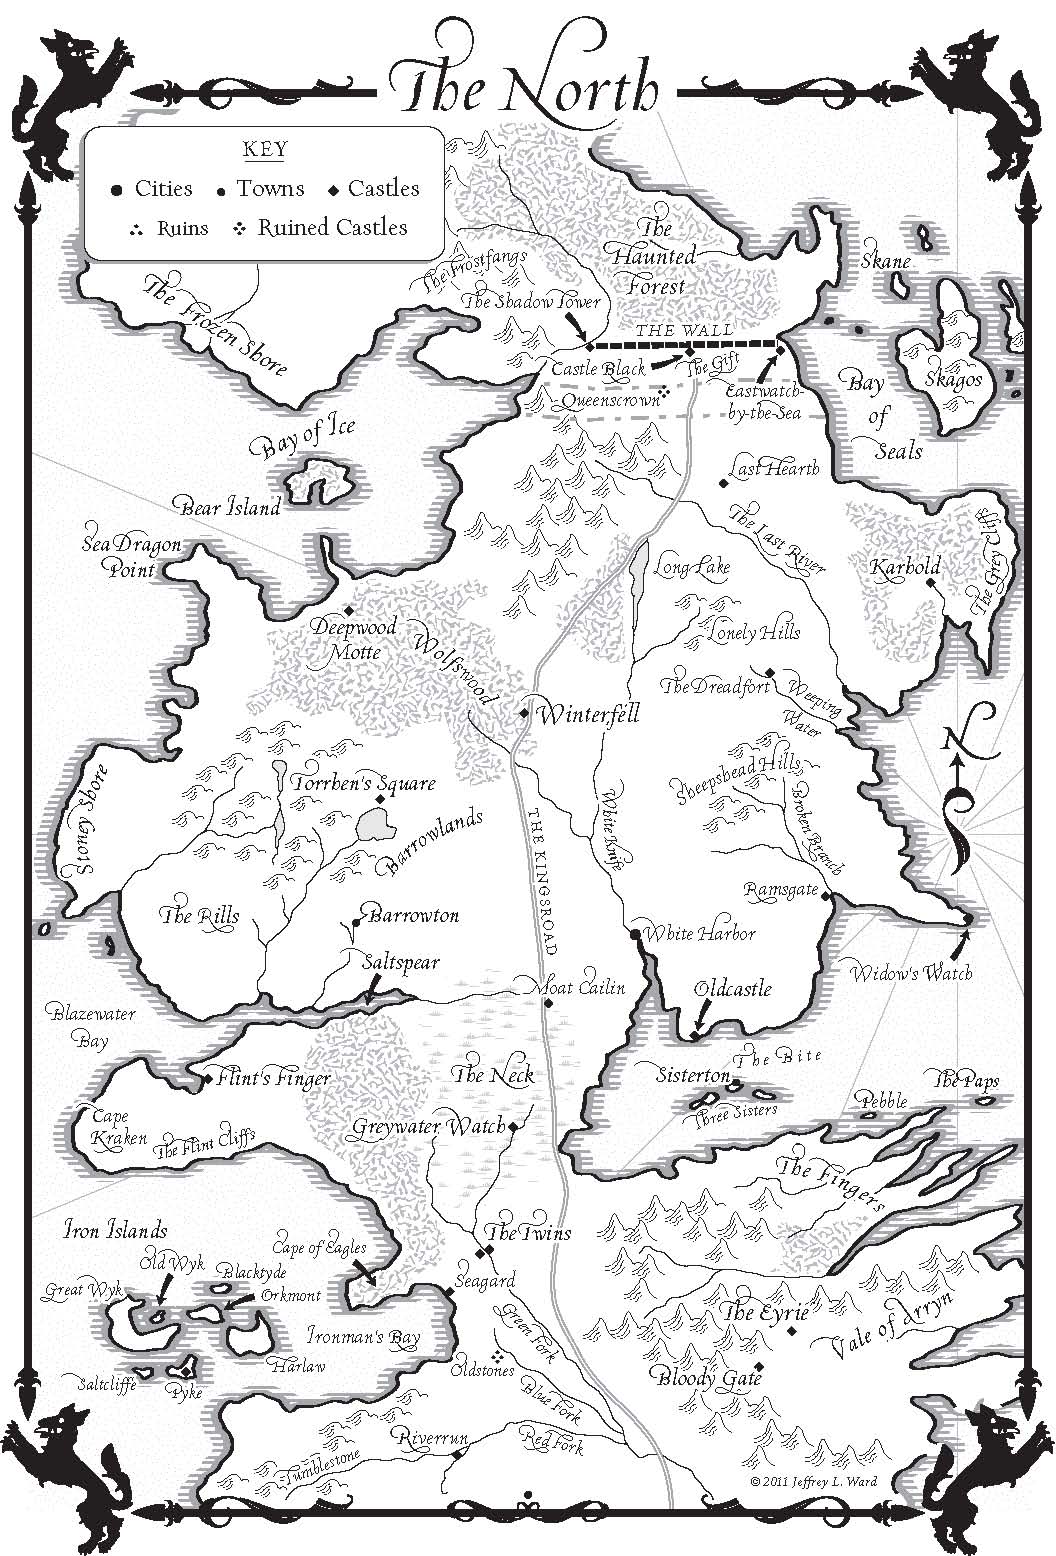 The North
KEY
Cities Towns Castles
Ruins Ruined Castles
The
Haunted
Forest
Skane
The Frostfangs
The Frozen Shore
The Shadow Tower
THE WALL
Castle Black
The Gift
Queenscrown
Eastwatch-
by-the-Sea
Bay
of
Seals
Skagos
Bay of Ice
Bear Island
Last Hearth
Sea Dragon
Point
The Last River
The Grey Cliffs
Long Lake
Karhold
Deepwood
Motte
Wolfswood
Lonely Hills
The Dreadfort
Weeping
Water
Winterfell
N
Stoney Shore
Torrhen's Square
Sheepshead Hills
Barrowlands
THE KINGSROAD
White Knife
Broken Branch
Ramsgate
The Rills
Barrowton
White Harbor
Saltspear
Widow's Watch
Moat Cailin
Oldcastle
Blazewater
Bay
The Bite
Flint's Finger
The Neck
Sisterton
The Paps
Pebble
Three Sisters
Cape
Kraken
The Flint Cliffs
Greywater Watch
The Fingers
Iron Islands
The Twins
Cape of Eagles
Old Wyk
Blacktyde
Great Wyk
Orkmont
Seagard
Ironman's Bay
Green Fork
The Eyrie
Vale of Arryn
Harlaw
Oldstones
Saltcliffe
Pyke
Blue Fork
Bloody Gate
Riverrun
Red Fork
Tumblestone
© 2011 Jeffrey L. Ward